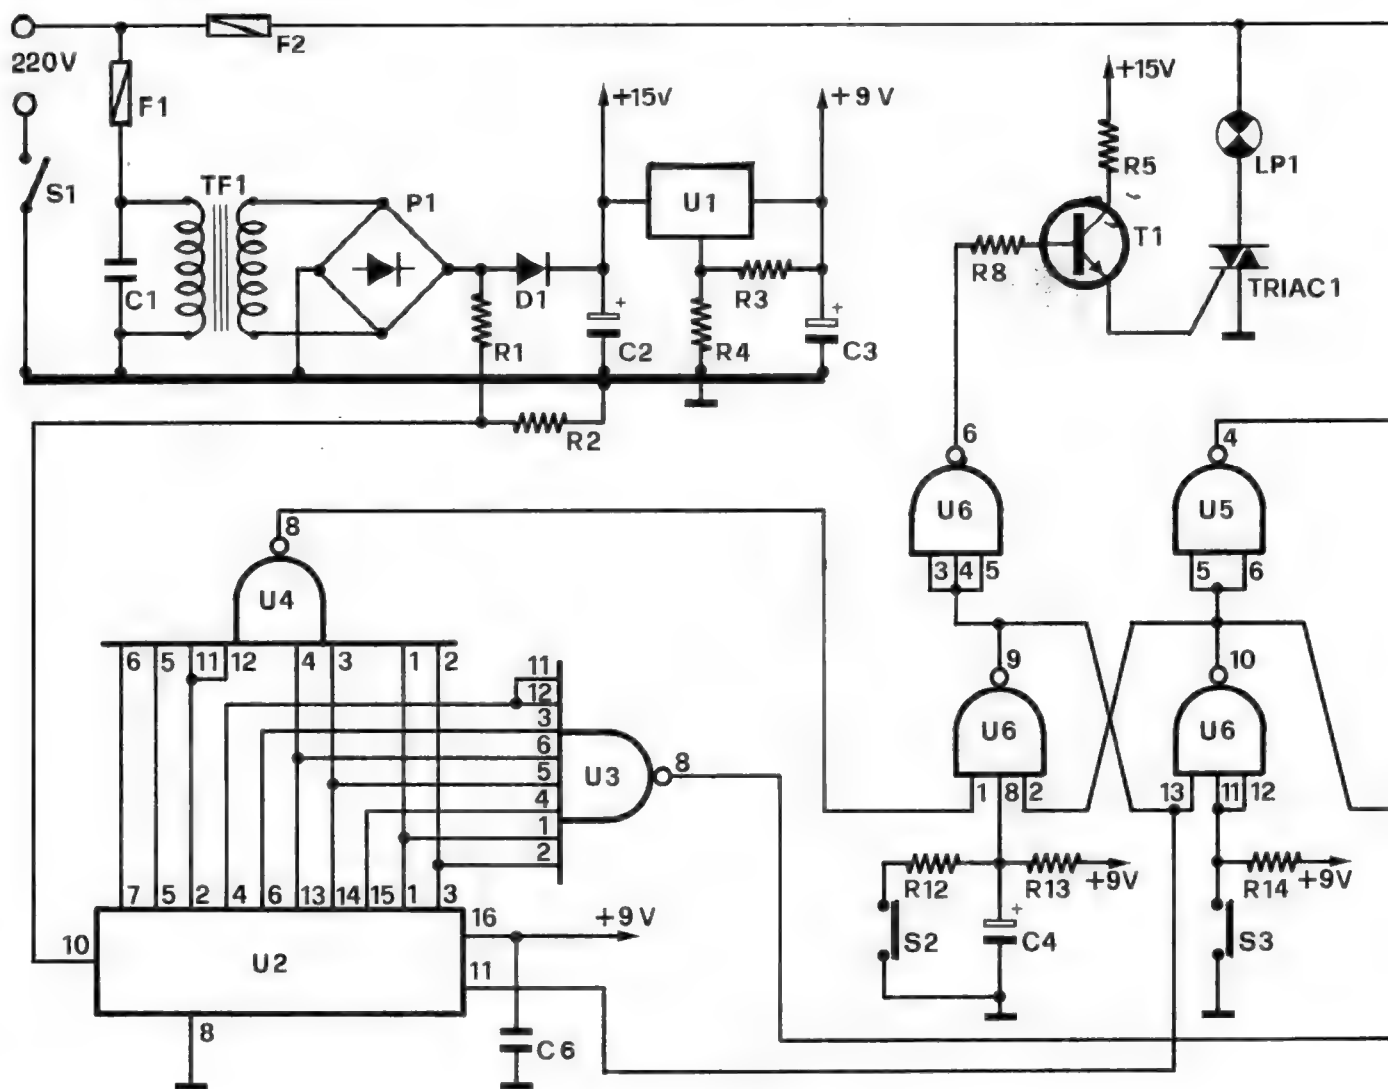 F2
220V
F1
+15V
+15V
+9V
S1
TF1
P1
U1
R5
LP1
T1
R8
C1
D1
R3
TRIAC1
R1
C2
+
R4
C3
+
R2
6
4
8
U6
U5
3 4 5
5 6
U4
6 5 11 12 4 3 1 2
9
10
11
12
3
6
5
4
1
2
U3
8
U6
U6
1 8 2
13 11 12
R12
R13
+9V
R14
+9V
7 5 2 4 6 13 14 15 1 3
16
+9V
S2
+
C4
S3
10
U2
11
8
C6